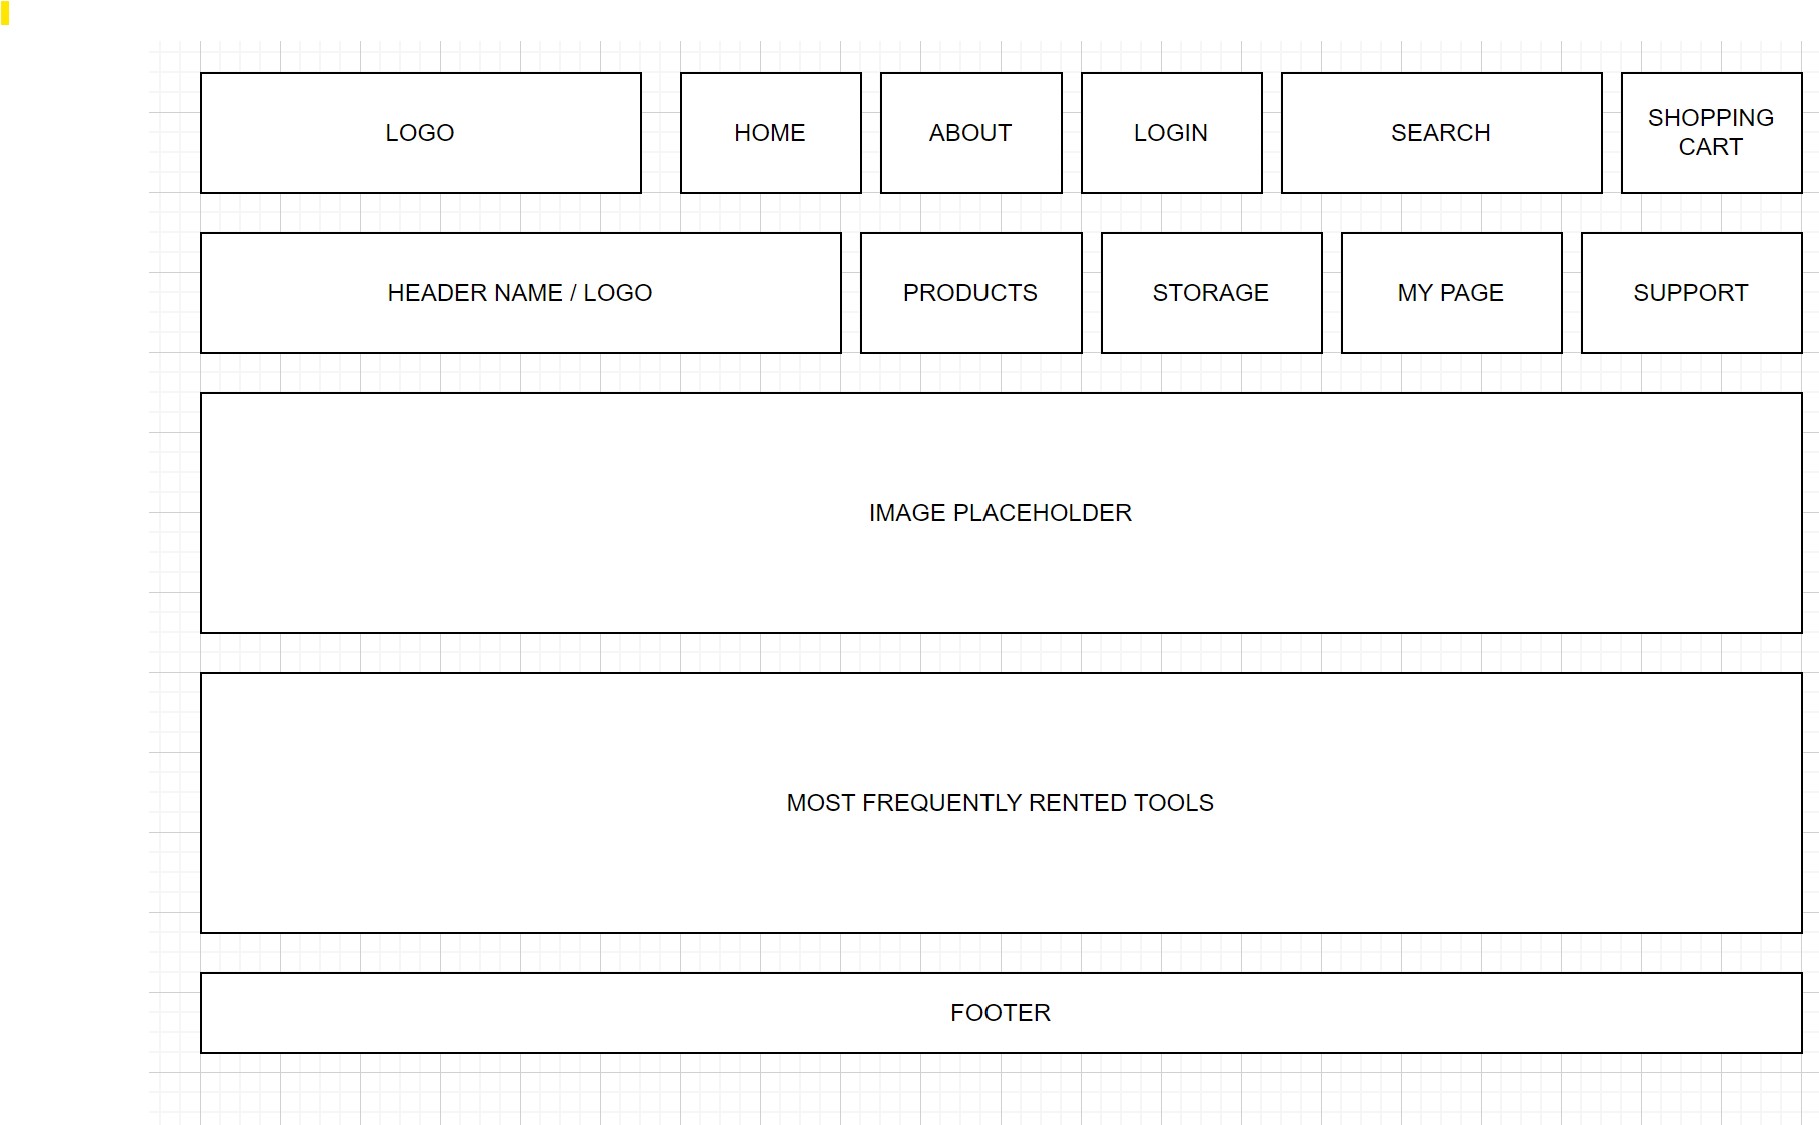 LOGO
HOME
ABOUT
LOGIN
SEARCH
SHOPPING
CART
HEADER NAME / LOGO
PRODUCTS
STORAGE
MY PAGE
SUPPORT
IMAGE PLACEHOLDER
MOST FREQUENTLY RENTED TOOLS
FOOTER